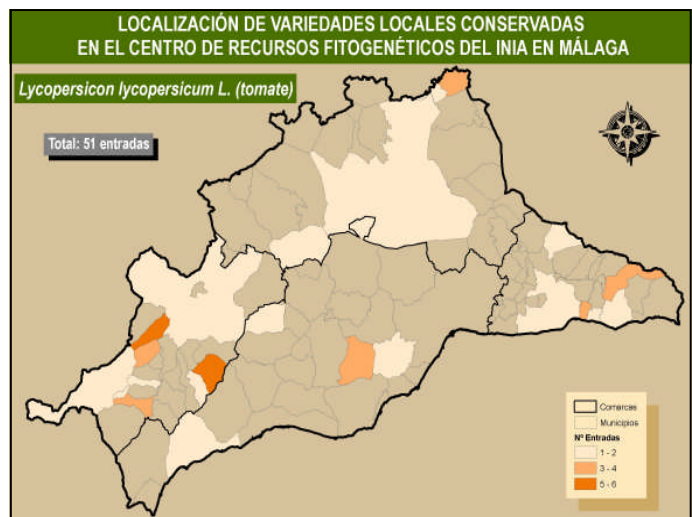 LOCALIZACIÓN DE VARIEDADES LOCALES CONSERVADAS
EN EL CENTRO DE RECURSOS FITOGENÉTICOS DEL INIA EN MÁLAGA
Lycopersicon lycopersicum L. (tomate)
Total: 51 entradas
Comarcas
Municipios
Nº Entradas
1 - 2
3 - 4
5 - 6